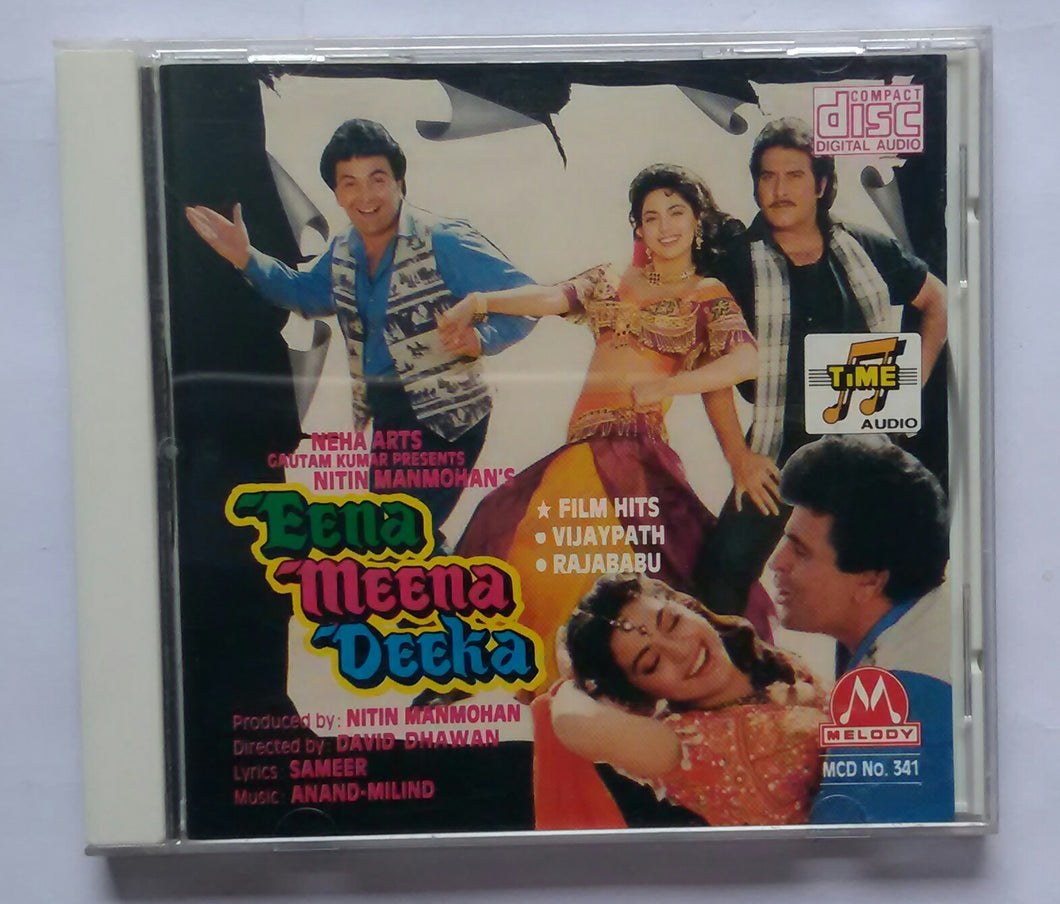 COMPACT
disc
DIGITAL AUDIO
TiME
AUDIO
NEHA ARTS
GAUTAM KUMAR PRESENTS
NITIN MANMOHAN'S
Eena
Meena
Deeka
★ FILM HITS
• VIJAYPATH
• RAJABABU
Produced by: NITIN MANMOHAN
Directed by: DAVID DHAWAN
Lyrics: SAMEER
Music: ANAND-MILIND
MELODY
MCD No. 341